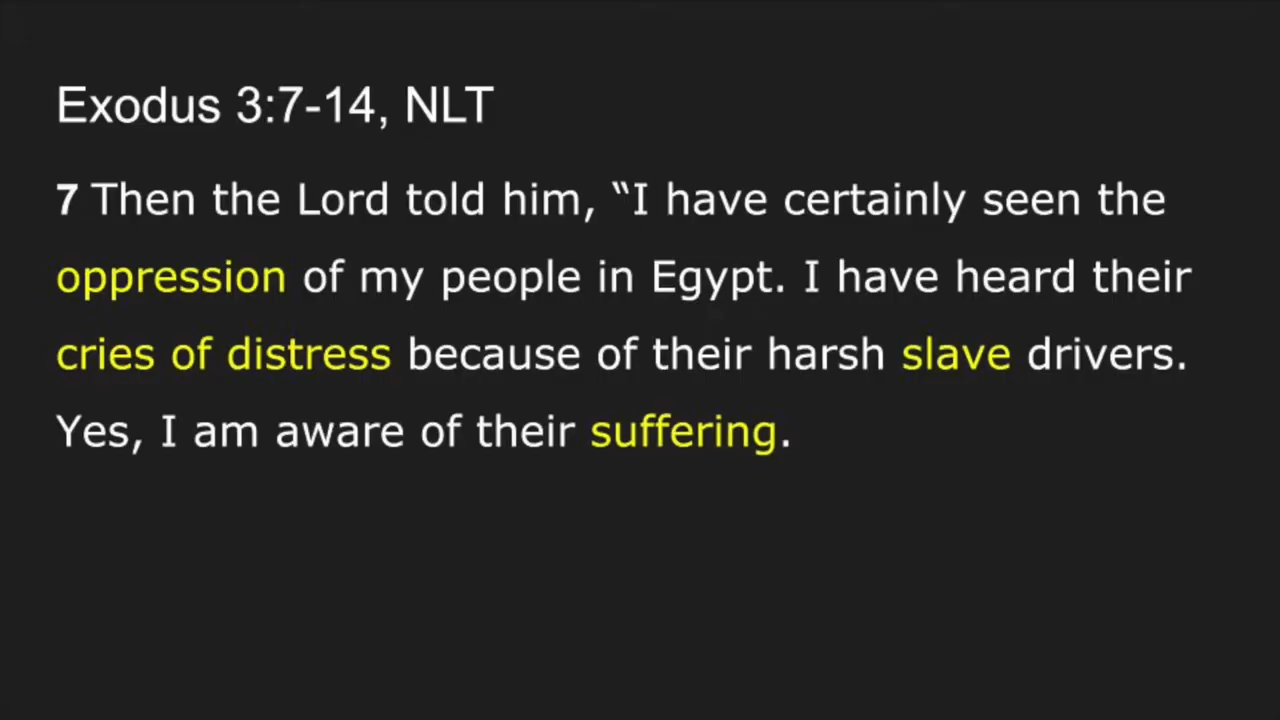 Exodus 3:7-14, NLT
7 Then the Lord told him, “I have certainly seen the
oppression of my people in Egypt. I have heard their
cries of distress because of their harsh slave drivers.
Yes, I am aware of their suffering.